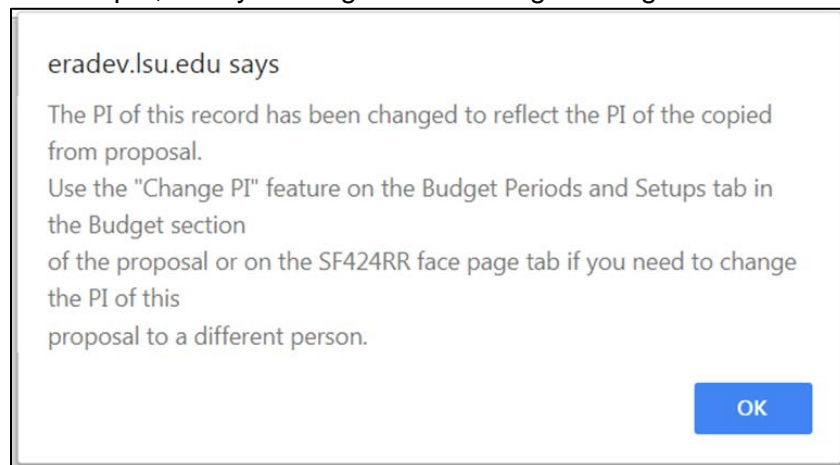 eradev.lsu.edu says
The PI of this record has been changed to reflect the PI of the copied
from proposal.
Use the "Change PI" feature on the Budget Periods and Setups tab in
the Budget section
of the proposal or on the SF424RR face page tab if you need to change
the PI of this
proposal to a different person.
OK